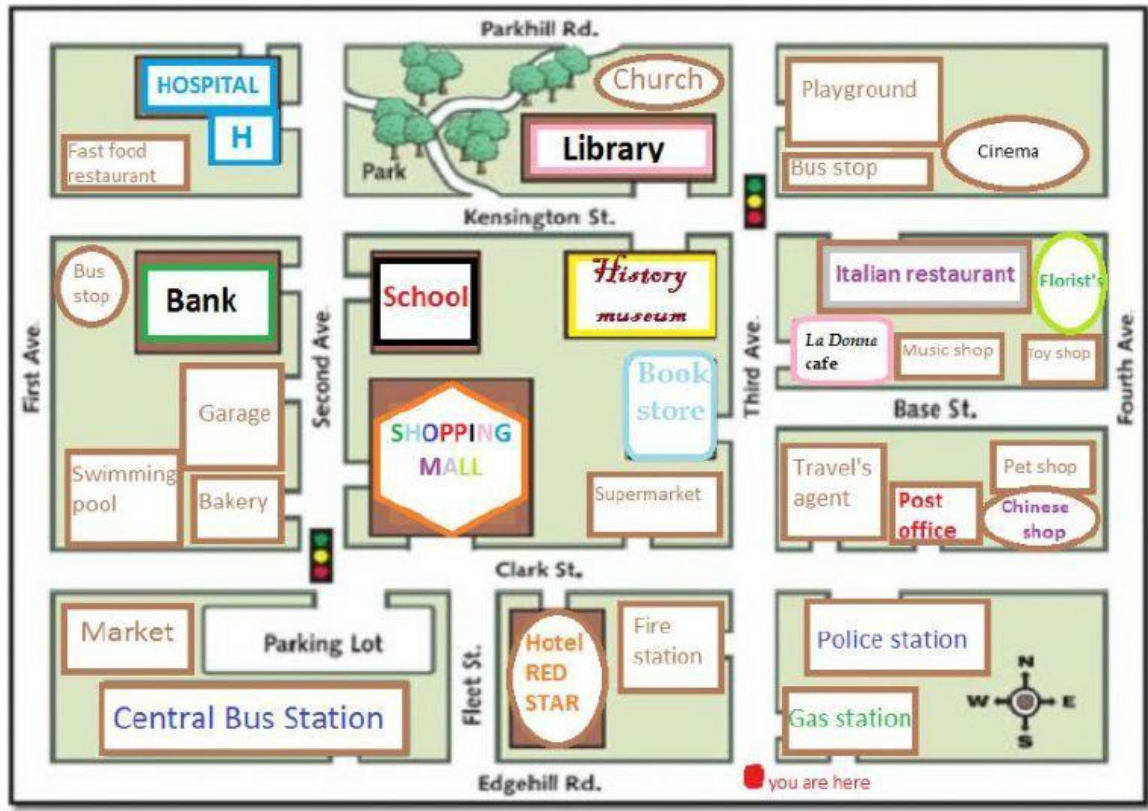 Parkhill Rd.
HOSPITAL
H
Fast food
restaurant
Park
Church
Library
Playground
Bus stop
Cinema
Kensington St.
Bus
stop
Bank
School
History
museum
Italian restaurant
Florist's
La Donna
cafe
Music shop
Toy shop
First Ave.
Second Ave.
Third Ave.
Fourth Ave.
Garage
Swimming
pool
Bakery
SHOPPING
MALL
Book
store
Supermarket
Base St.
Travel's
agent
Post
office
Pet shop
Chinese
shop
Clark St.
Market
Parking Lot
Central Bus Station
Fleet St.
Hotel
RED
STAR
Fire
station
Police station
Gas station
N
W
E
S
Edgehill Rd.
you are here